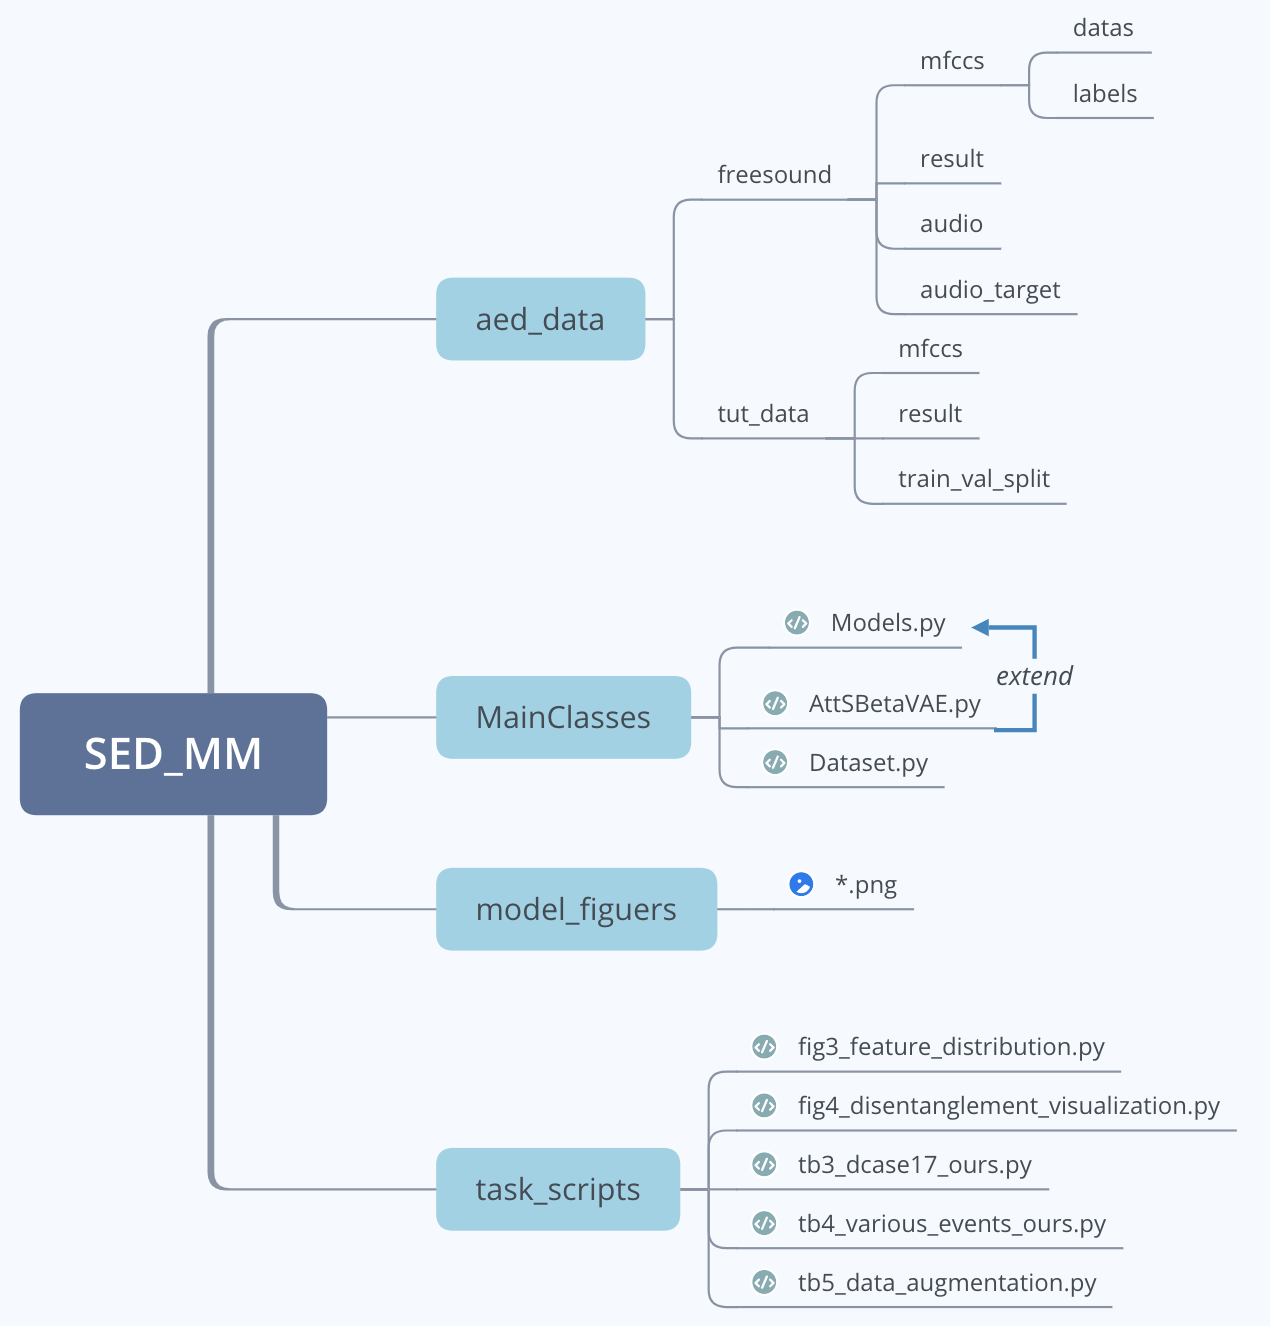 datas
mfccs
labels
result
freesound
audio
audio_target
aed_data
mfccs
tut_data
result
train_val_split
Models.py
extend
AttSBetaVAE.py
MainClasses
SED_MM
Dataset.py
*.png
model_figuers
fig3_feature_distribution.py
fig4_disentanglement_visualization.py
tb3_dcase17_ours.py
task_scripts
tb4_various_events_ours.py
tb5_data_augmentation.py